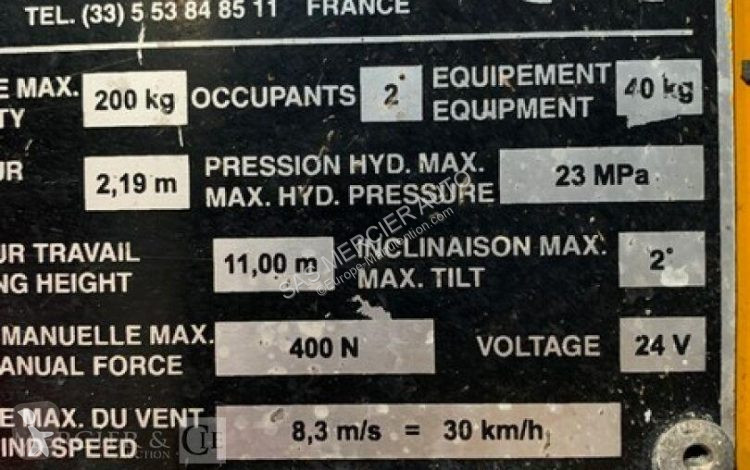 TEL. (33) 5 53 84 85 11 FRANCE
E MAX. 200 kg OCCUPANTS 2 EQUIPEMENT 40 kg
TY EQUIPMENT
UR 2,19 m PRESSION HYD. MAX. 23 MPa
MAX. HYD. PRESSURE
UR TRAVAIL 11,00 m INCLINAISON MAX. 2°
NG HEIGHT MAX. TILT
MANUELLE MAX. 400 N VOLTAGE 24 V
ANUAL FORCE
E MAX. DU VENT 8,3 m/s = 30 km/h
IND SPEED
SAS MERCIER AUTO